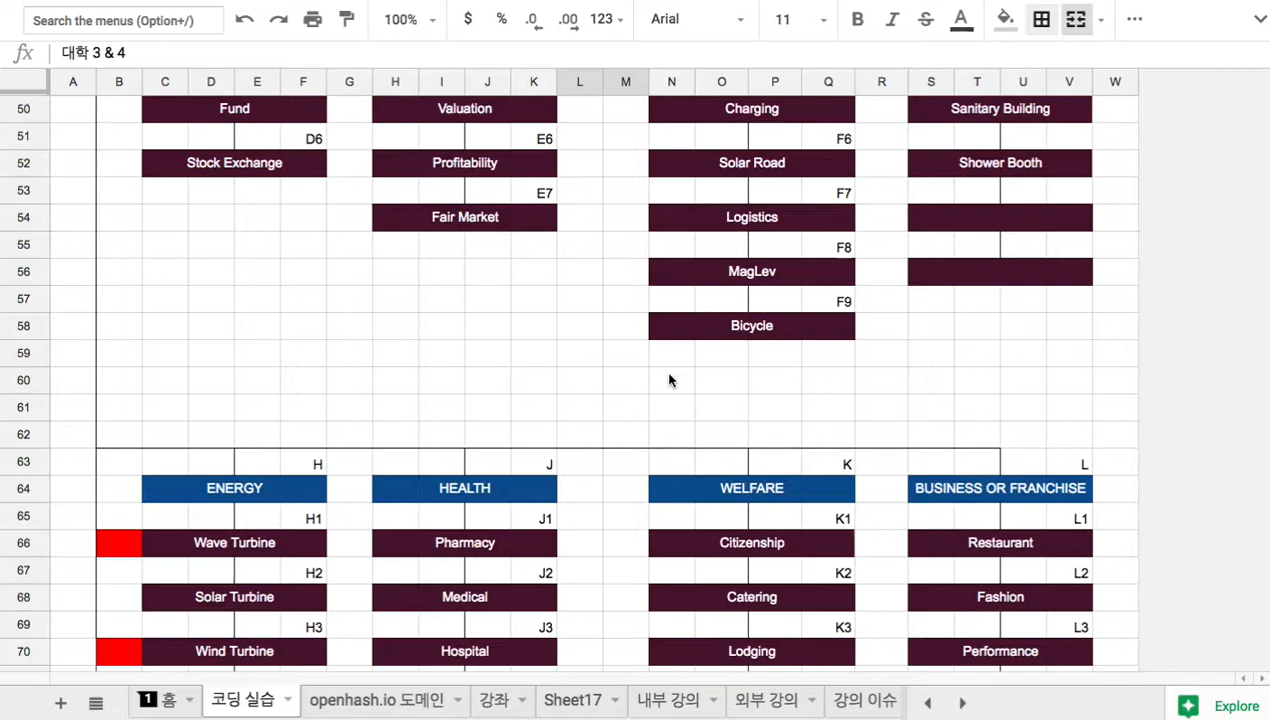 Search the menus (Option+/) 100% $ % .0 .00 123 Arial 11 B I S A
fx 대학 3 & 4
A B C D E F G H I J K L M N O P Q R S T U V W
50 Fund Valuation Charging Sanitary Building
51 D6 E6 F6
52 Stock Exchange Profitability Solar Road Shower Booth
53 E7 F7
54 Fair Market Logistics
55 F8
56 MagLev
57 F9
58 Bicycle
59
60
61
62
63 H J K L
64 ENERGY HEALTH WELFARE BUSINESS OR FRANCHISE
65 H1 J1 K1 L1
66 Wave Turbine Pharmacy Citizenship Restaurant
67 H2 J2 K2 L2
68 Solar Turbine Medical Catering Fashion
69 H3 J3 K3 L3
70 Wind Turbine Hospital Lodging Performance
1 홈 코딩 실습 openhash.io 도메인 강좌 Sheet17 내부 강의 외부 강의 강의 이슈 Explore